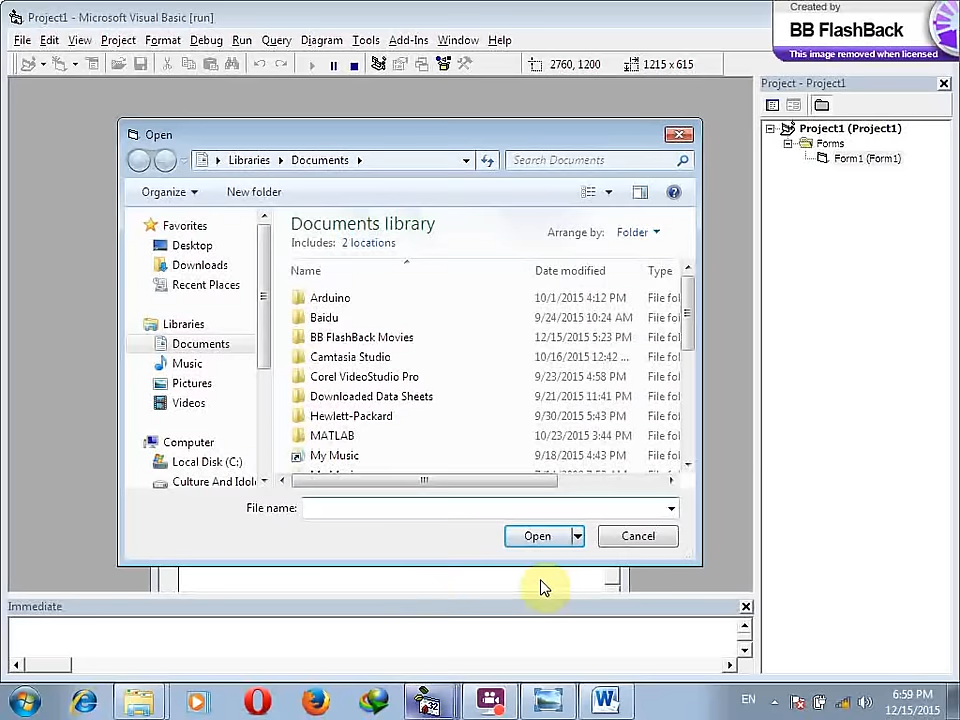 Project1 - Microsoft Visual Basic [run]
Created by
BB FlashBack
This image removed when licensed
File Edit View Project Format Debug Run Query Diagram Tools Add-Ins Window Help
2760, 1200 1215 x 615
Project - Project1
Project1 (Project1)
Forms
Form1 (Form1)
Open
Libraries Documents Search Documents
Organize New folder
Favorites
Desktop
Downloads
Recent Places
Libraries
Documents
Music
Pictures
Videos
Computer
Local Disk (C:)
Culture And Idol
Documents library
Includes: 2 locations
Arrange by: Folder
Name Date modified Type
Arduino 10/1/2015 4:12 PM File fol
Baidu 9/24/2015 10:24 AM File fol
BB FlashBack Movies 12/15/2015 5:23 PM File fol
Camtasia Studio 10/16/2015 12:42 ... File fol
Corel VideoStudio Pro 9/23/2015 4:58 PM File fol
Downloaded Data Sheets 9/21/2015 11:41 PM File fol
Hewlett-Packard 9/30/2015 5:43 PM File fol
MATLAB 10/23/2015 3:44 PM File fol
My Music 9/18/2015 4:43 PM File fol
File name:
Open Cancel
Immediate
32
EN
6:59 PM
12/15/2015